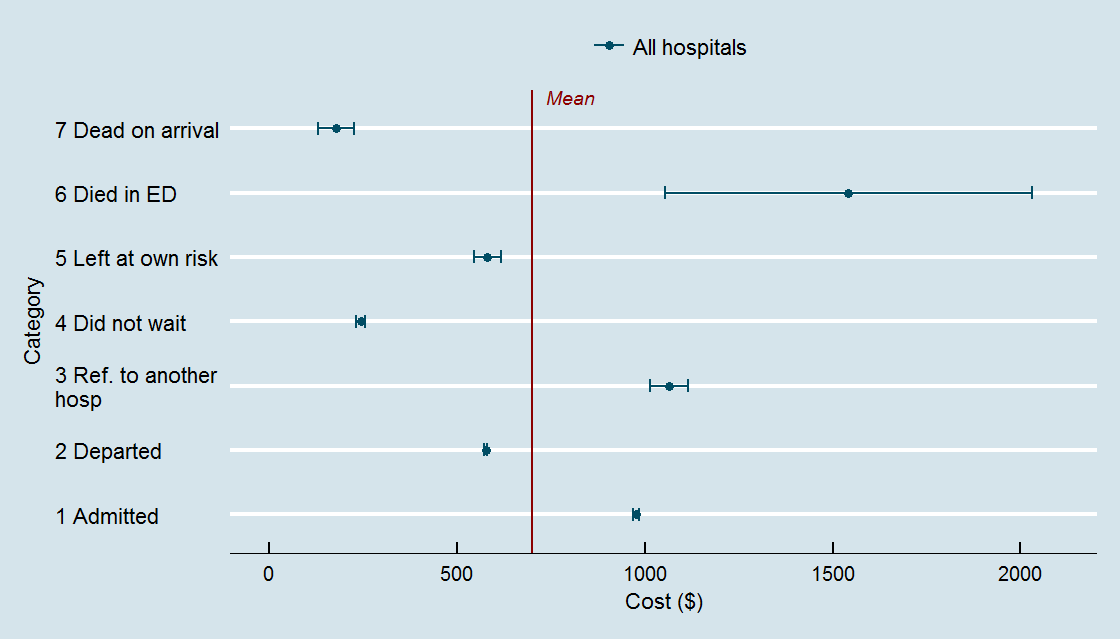 All hospitals
Mean
7 Dead on arrival
6 Died in ED
5 Left at own risk
4 Did not wait
3 Ref. to another
hosp
2 Departed
1 Admitted
Category
0 500 1000 1500 2000
Cost ($)